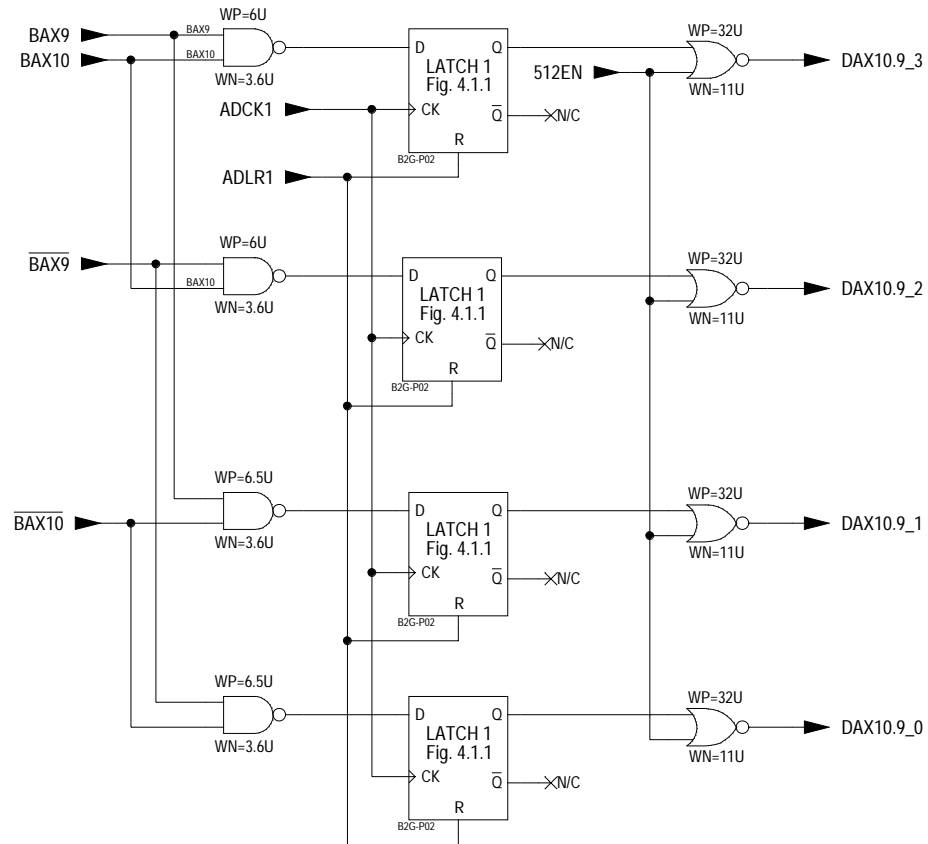 WP=6U
BAX9
BAX9
BAX10
BAX10
WN=3.6U
D
Q
LATCH 1
Fig. 4.1.1
CK
Q
N/C
R
B2G-P02
ADCK1
ADLR1
512EN
WP=32U
WN=11U
DAX10.9_3
BAX9
WP=6U
BAX10
WN=3.6U
D
Q
LATCH 1
Fig. 4.1.1
CK
Q
N/C
R
B2G-P02
WP=32U
WN=11U
DAX10.9_2
BAX10
WP=6.5U
WN=3.6U
D
Q
LATCH 1
Fig. 4.1.1
CK
Q
N/C
R
B2G-P02
WP=32U
WN=11U
DAX10.9_1
WP=6.5U
WN=3.6U
D
Q
LATCH 1
Fig. 4.1.1
CK
Q
N/C
R
B2G-P02
WP=32U
WN=11U
DAX10.9_0